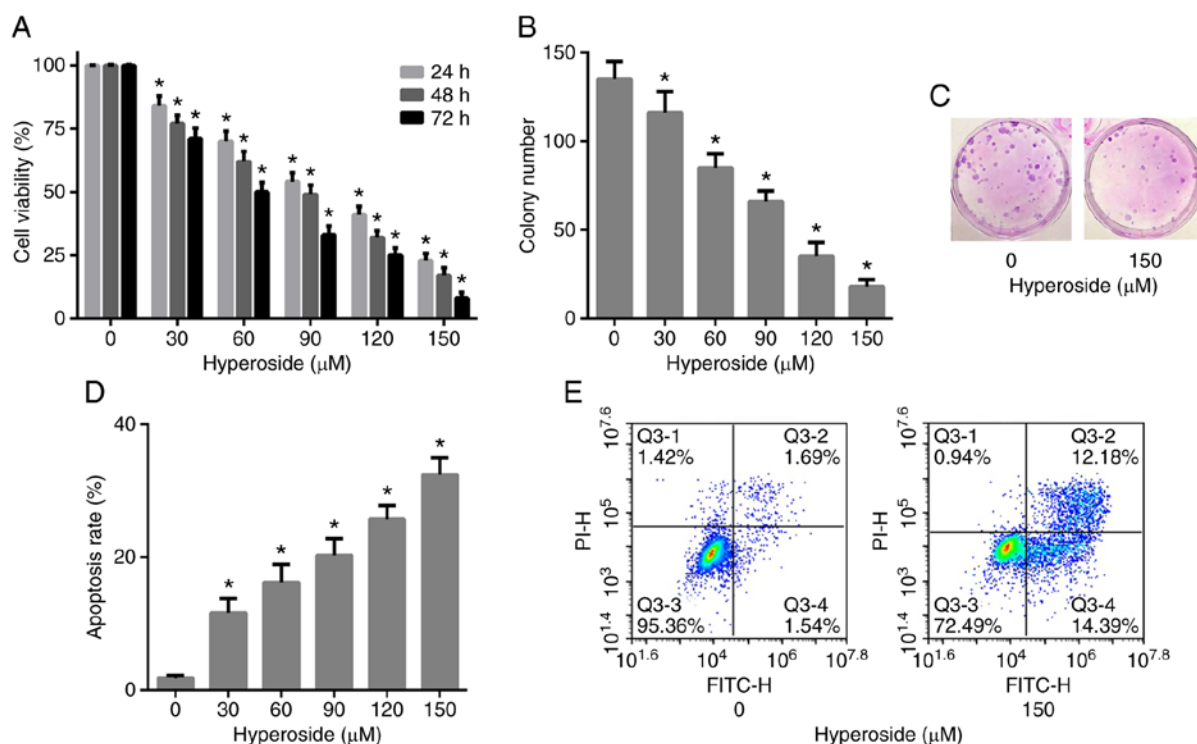 A
Cell viability (%)
100
75
50
25
0
24 h
48 h
72 h
* * *
* * *
* * *
* * *
* * *
0 30 60 90 120 150
Hyperoside (μM)
B
Colony number
150
100
50
0
*
*
*
*
*
0 30 60 90 120 150
Hyperoside (μM)
C
0 150
Hyperoside (μM)
D
Apoptosis rate (%)
40
20
0
*
*
*
*
*
0 30 60 90 120 150
Hyperoside (μM)
E
PI-H
10^7.6
10^5
10^3
10^1.4
Q3-1
1.42%
Q3-2
1.69%
Q3-3
95.36%
Q3-4
1.54%
10^1.6 10^4 10^6 10^7.8
FITC-H
0
PI-H
10^7.6
10^5
10^3
10^1.4
Q3-1
0.94%
Q3-2
12.18%
Q3-3
72.49%
Q3-4
14.39%
10^1.6 10^4 10^6 10^7.8
FITC-H
150
Hyperoside (μM)